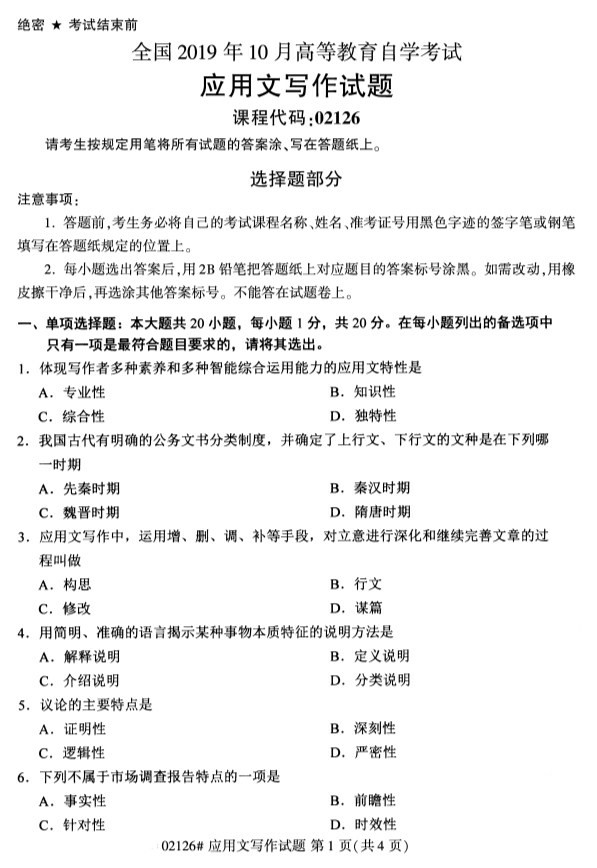 绝密 ★ 考试结束前
全国 2019 年 10 月高等教育自学考试
应用文写作试题
课程代码:02126
请考生按规定用笔将所有试题的答案涂、写在答题纸上。
选择题部分
注意事项:
1. 答题前,考生务必将自己的考试课程名称、姓名、准考证号用黑色字迹的签字笔或钢笔
填写在答题纸规定的位置上。
2. 每小题选出答案后,用 2B 铅笔把答题纸上对应题目的答案标号涂黑。如需改动,用橡
皮擦干净后,再选涂其他答案标号。不能答在试题卷上。
一、单项选择题：本大题共 20 小题，每小题 1 分，共 20 分。在每小题列出的备选项中
只有一项是最符合题目要求的，请将其选出。
1．体现写作者多种素养和多种智能综合运用能力的应用文特性是
A．专业性 B．知识性
C．综合性 D．独特性
2．我国古代有明确的公务文书分类制度，并确定了上行文、下行文的文种是在下列哪
一时期
A．先秦时期 B．秦汉时期
C．魏晋时期 D．隋唐时期
3．应用文写作中，运用增、删、调、补等手段，对立意进行深化和继续完善文章的过
程叫做
A．构思 B．行文
C．修改 D．谋篇
4．用简明、准确的语言揭示某种事物本质特征的说明方法是
A．解释说明 B．定义说明
C．介绍说明 D．分类说明
5．议论的主要特点是
A．证明性 B．深刻性
C．逻辑性 D．严密性
6．下列不属于市场调查报告特点的一项是
A．事实性 B．前瞻性
C．针对性 D．时效性
02126# 应用文写作试题 第 1 页(共 4 页)